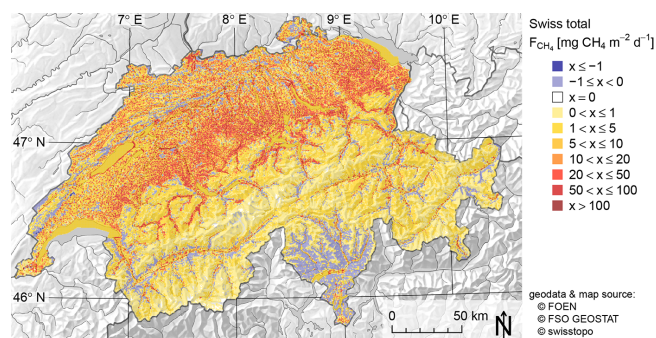 7° E 8° E 9° E 10° E
47° N
46° N
0 50 km N
Swiss total
F_CH4 [mg CH₄ m⁻² d⁻¹]
x ≤ −1
−1 ≤ x < 0
x = 0
0 < x ≤ 1
1 < x ≤ 5
5 < x ≤ 10
10 < x ≤ 20
20 < x ≤ 50
50 < x ≤ 100
x > 100
geodata & map source:
© FOEN
© FSO GEOSTAT
© swisstopo